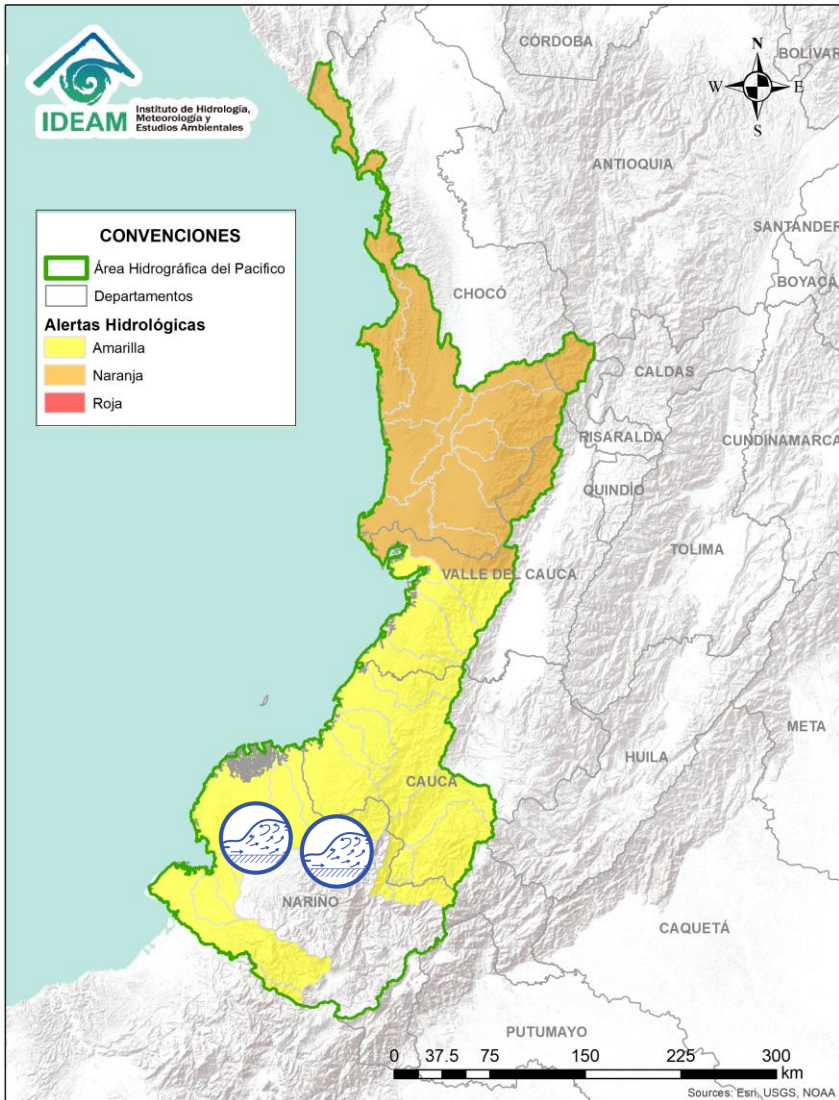 IDEAM
Instituto de Hidrología,
Meteorología y
Estudios Ambientales
CÓRDOBA
BOLÍVAR
N
W
E
S
ANTIOQUIA
SANTANDER
BOYACÁ
CONVENCIONES
Área Hidrográfica del Pacifico
Departamentos
Alertas Hidrológicas
Amarilla
Naranja
Roja
CHOCÓ
CALDAS
RISARALDA
CUNDINAMARCA
QUINDÍO
TOLIMA
VALLE DEL CAUCA
META
HUILA
CAUCA
NARIÑO
CAQUETÁ
PUTUMAYO
0 37.5 75 150 225 300
km
Sources: Esri, USGS, NOAA